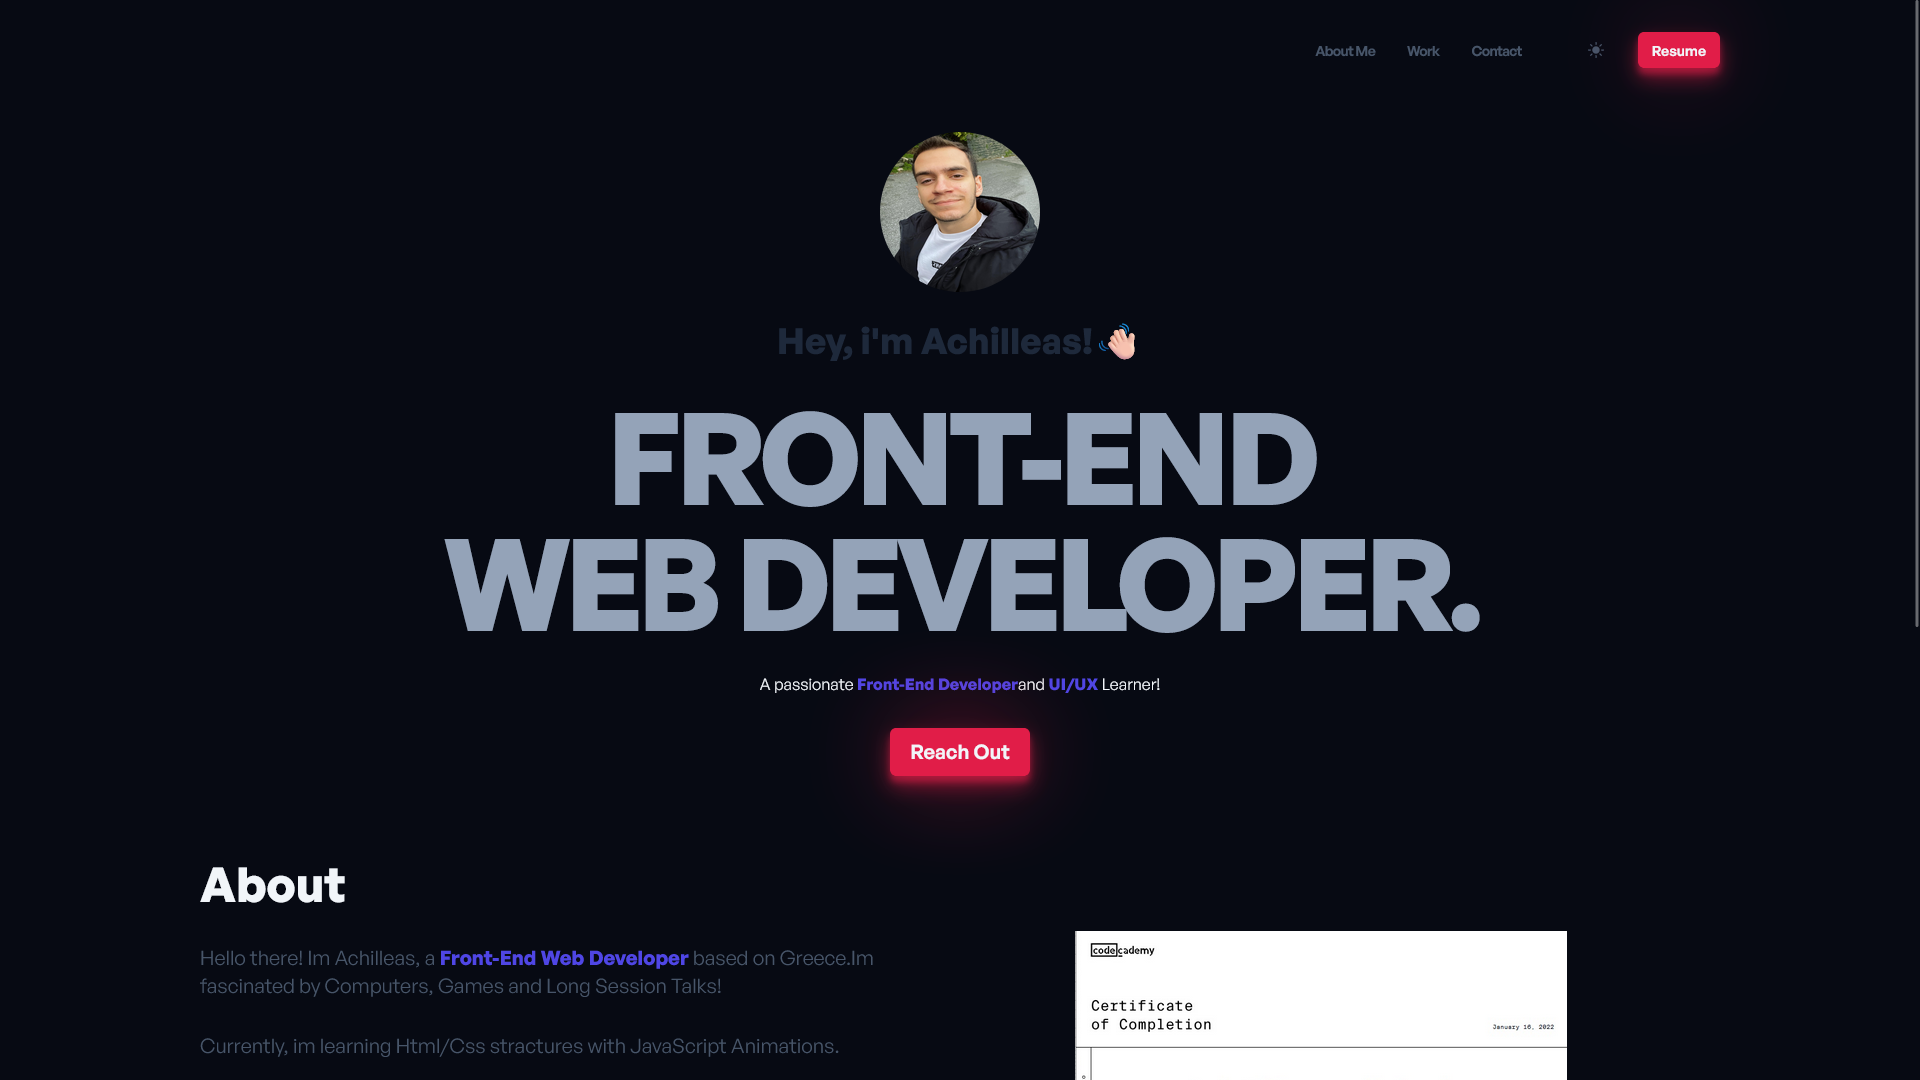 About Me Work Contact Resume
Hey, i'm Achilleas!
FRONT-END
WEB DEVELOPER.
A passionate Front-End Developerand UI/UX Learner!
Reach Out
About
Hello there! Im Achilleas, a Front-End Web Developer based on Greece.Im
fascinated by Computers, Games and Long Session Talks!
Currently, im learning Html/Css stractures with JavaScript Animations.
codecademy
Certificate
of Completion
January 16, 2022